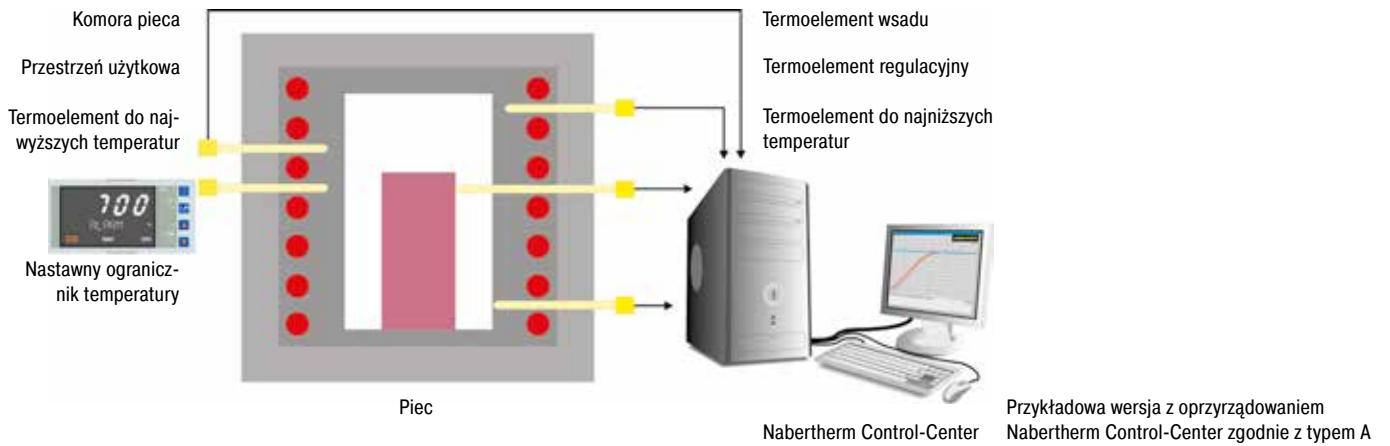 Komora pieca
Przestrzeń użytkowa
Termoelement do naj-
wyższych temperatur
700
Nastawny ogranicz-
nik temperatury
Termoelement wsadu
Termoelement regulacyjny
Termoelement do najniższych
temperatur
Piec
Nabertherm Control-Center
Przykładowa wersja z oprzyrządowaniem
Nabertherm Control-Center zgodnie z typem A